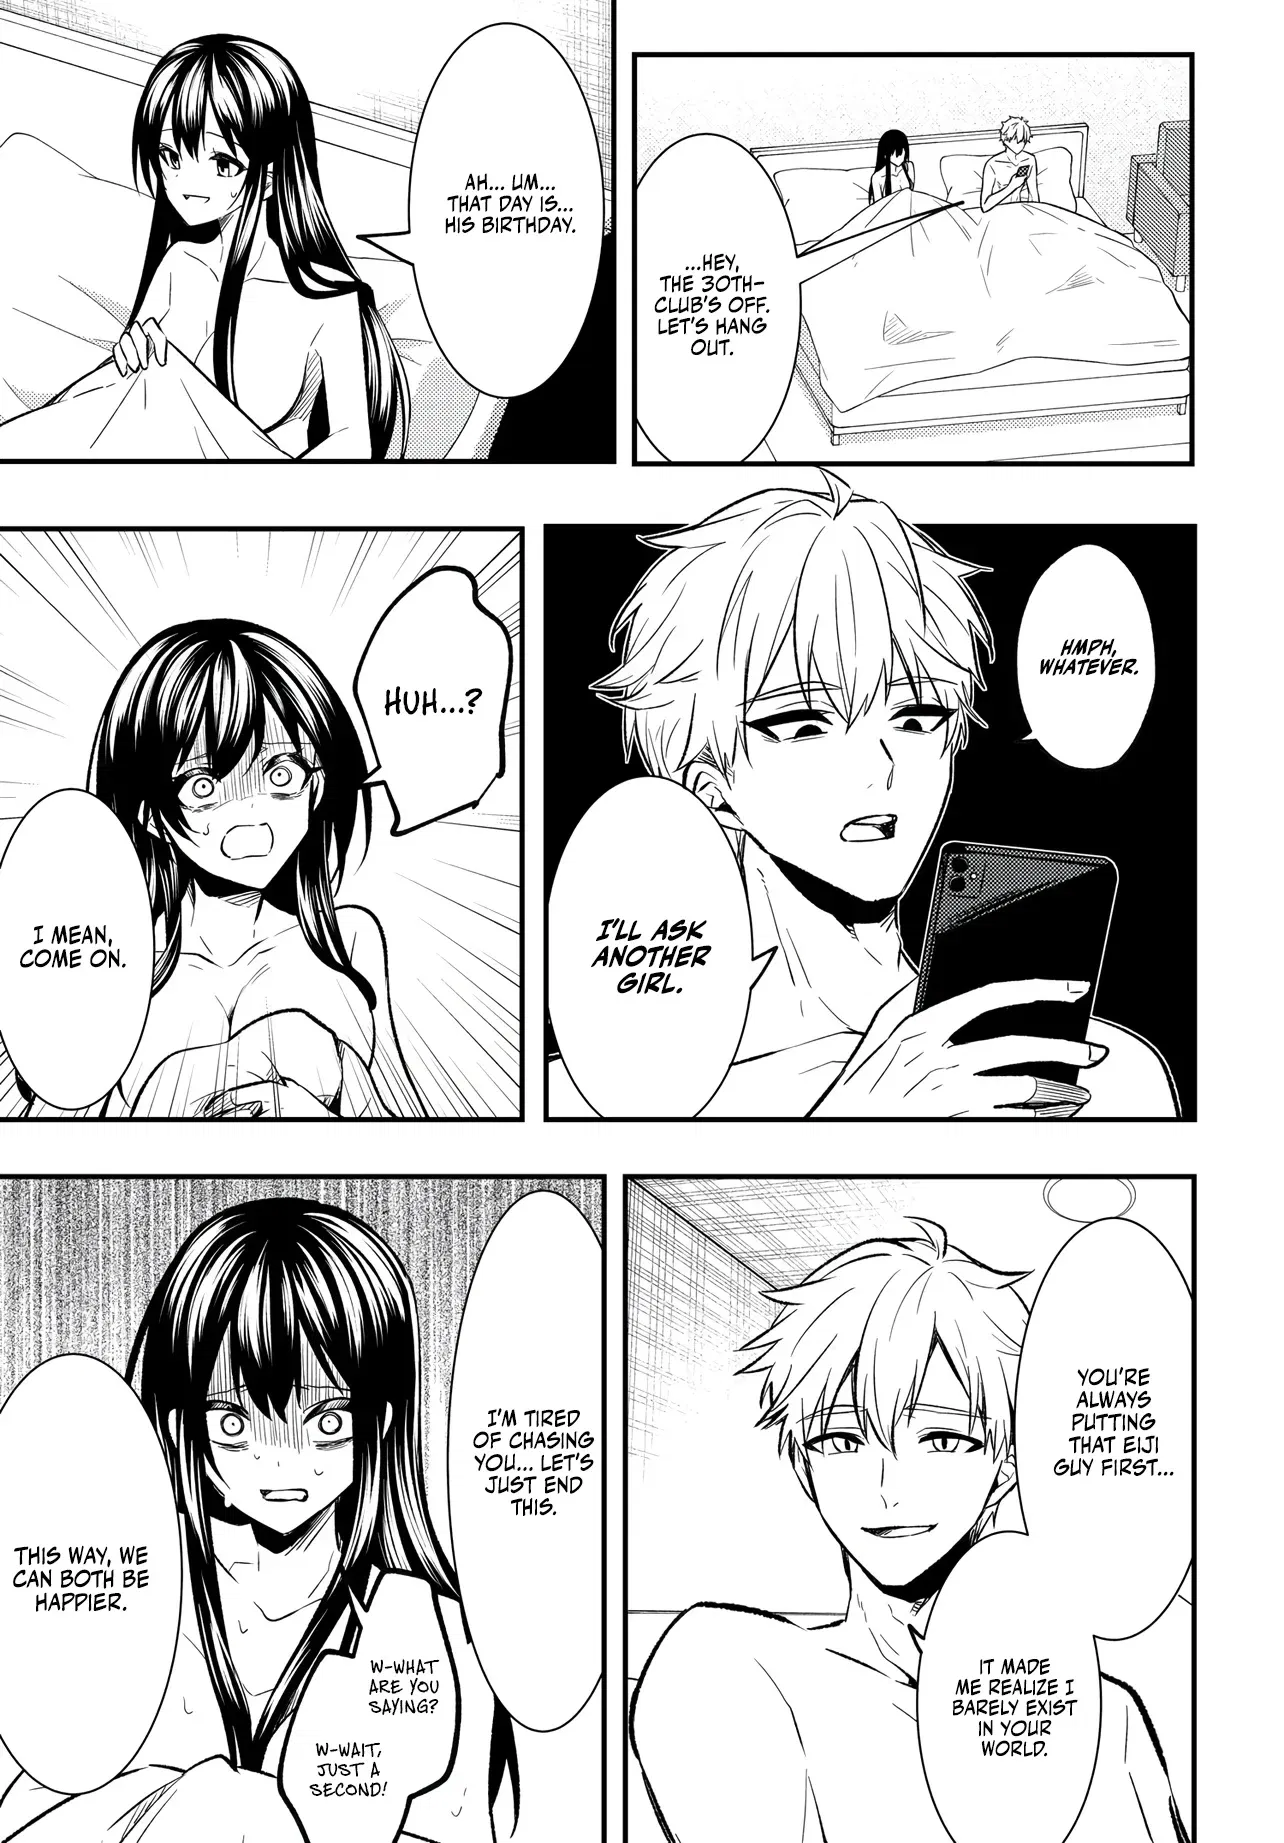 ...HEY,
THE 30TH-
CLUB'S OFF.
LET'S HANG
OUT.
AH... UM...
THAT DAY IS...
HIS BIRTHDAY.
HMPH,
WHATEVER.
I'LL ASK
ANOTHER
GIRL.
HUH...?
I MEAN,
COME ON.
YOU'RE
ALWAYS
PUTTING
THAT EIJI
GUY FIRST...
IT MADE
ME REALIZE I
BARELY EXIST
IN YOUR
WORLD.
I'M TIRED
OF CHASING
YOU... LET'S
JUST END
THIS.
W-WHAT
ARE YOU
SAYING?
W-WAIT,
JUST A
SECOND!
THIS WAY, WE
CAN BOTH BE
HAPPIER.